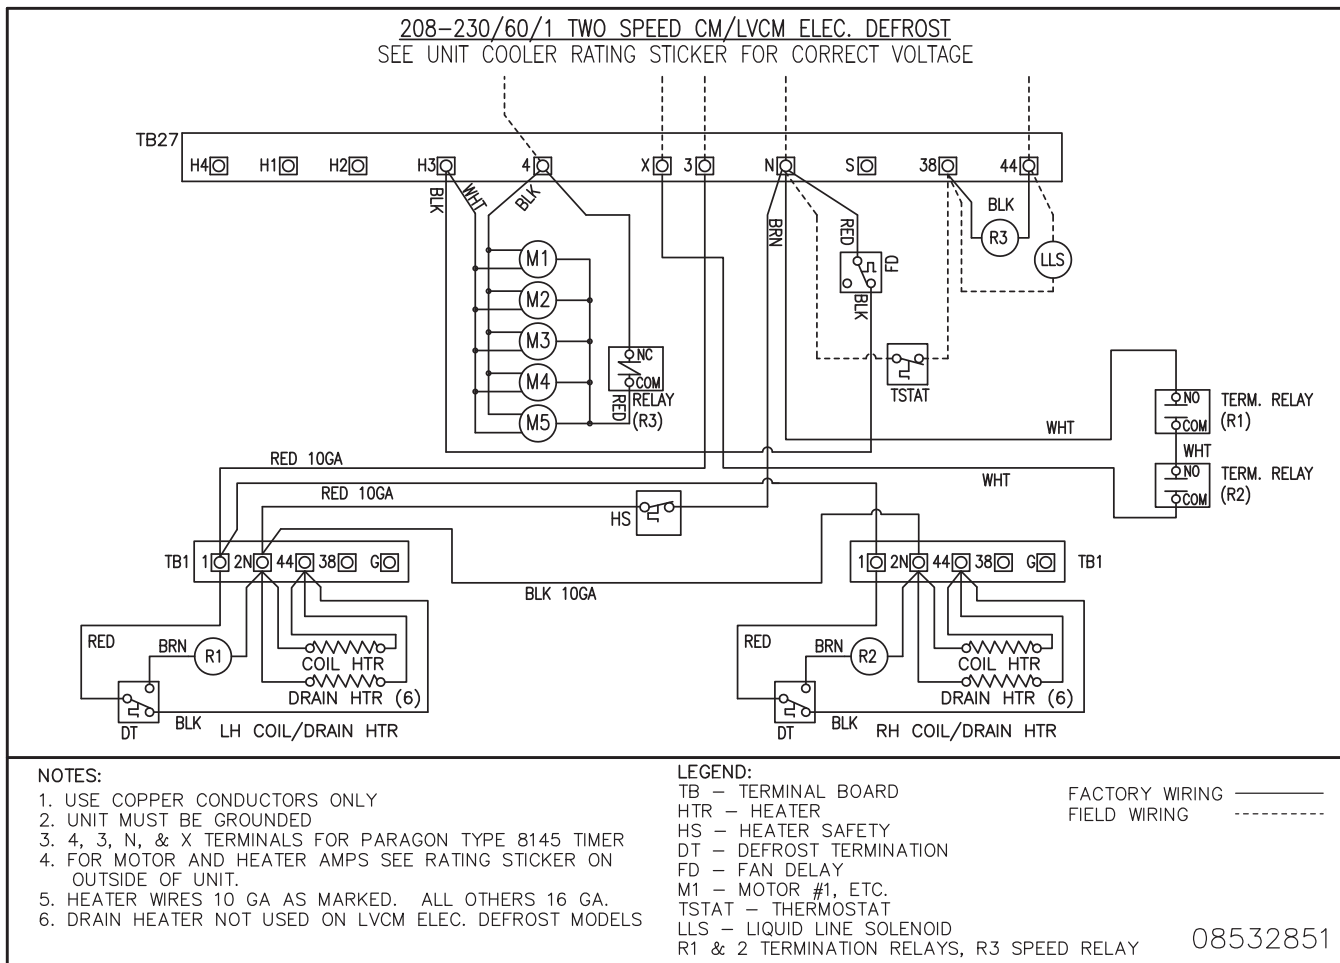 208-230/60/1 TWO SPEED CM/LVCM ELEC. DEFROST
SEE UNIT COOLER RATING STICKER FOR CORRECT VOLTAGE
TB27
H4 H1 H2 H3 4 X 3 N S 38 44
BLK WHT BLK BRN RED BLK
R3
LLS
FD
BLK
M1
M2
M3
M4
M5
NC
COM
RED
RELAY
(R3)
TSTAT
NO
COM
TERM. RELAY
(R1)
WHT
WHT
RED 10GA
NO
COM
TERM. RELAY
(R2)
WHT
RED 10GA
HS
TB1 1 2N 44 38 G
1 2N 44 38 G TB1
BLK 10GA
RED BRN R1
COIL HTR
DRAIN HTR (6)
DT BLK LH COIL/DRAIN HTR
RED BRN R2
COIL HTR
DRAIN HTR (6)
DT BLK RH COIL/DRAIN HTR
NOTES:
1. USE COPPER CONDUCTORS ONLY
2. UNIT MUST BE GROUNDED
3. 4, 3, N, & X TERMINALS FOR PARAGON TYPE 8145 TIMER
4. FOR MOTOR AND HEATER AMPS SEE RATING STICKER ON
OUTSIDE OF UNIT.
5. HEATER WIRES 10 GA AS MARKED. ALL OTHERS 16 GA.
6. DRAIN HEATER NOT USED ON LVCM ELEC. DEFROST MODELS
LEGEND:
TB - TERMINAL BOARD
HTR - HEATER
HS - HEATER SAFETY
DT - DEFROST TERMINATION
FD - FAN DELAY
M1 - MOTOR #1, ETC.
TSTAT - THERMOSTAT
LLS - LIQUID LINE SOLENOID
R1 & 2 TERMINATION RELAYS, R3 SPEED RELAY
FACTORY WIRING
FIELD WIRING
08532851